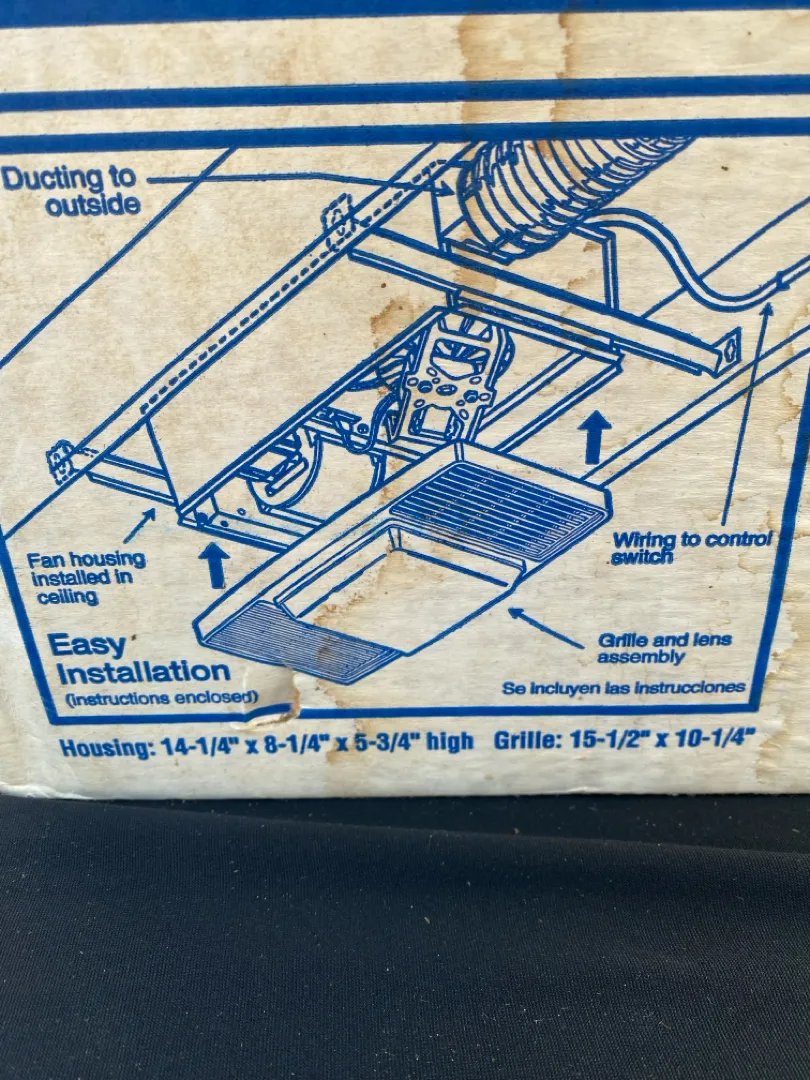 Ducting to
outside
Fan housing
installed in
ceiling
Wiring to control
switch
Grille and lens
assembly
Easy
Installation
(instructions enclosed)
Se incluyen las instrucciones
Housing: 14-1/4" x 8-1/4" x 5-3/4" high Grille: 15-1/2" x 10-1/4"